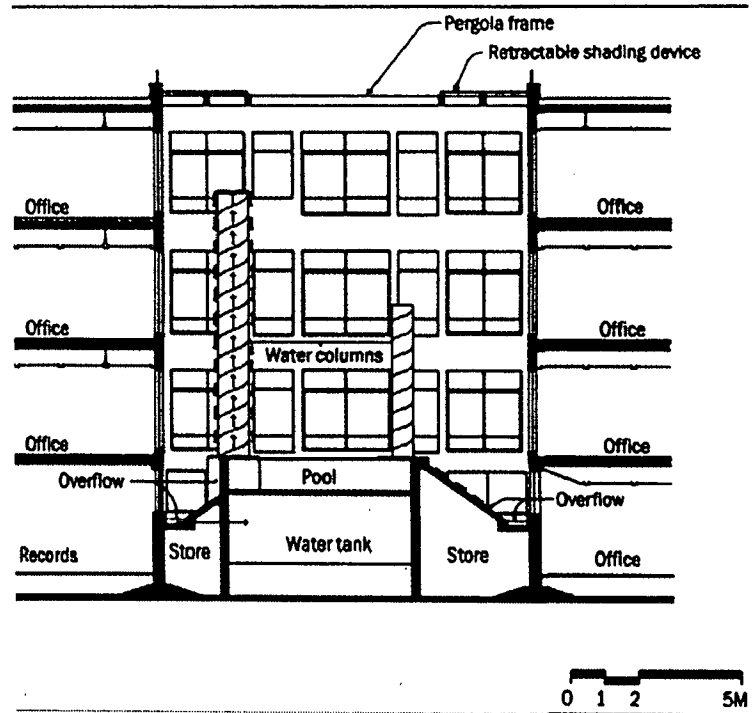 Pergola frame
Retractable shading device
Office
Office
Office
Office
Water columns
Office
Office
Overflow
Pool
Overflow
Records
Store
Water tank
Store
Office
0 1 2 5M